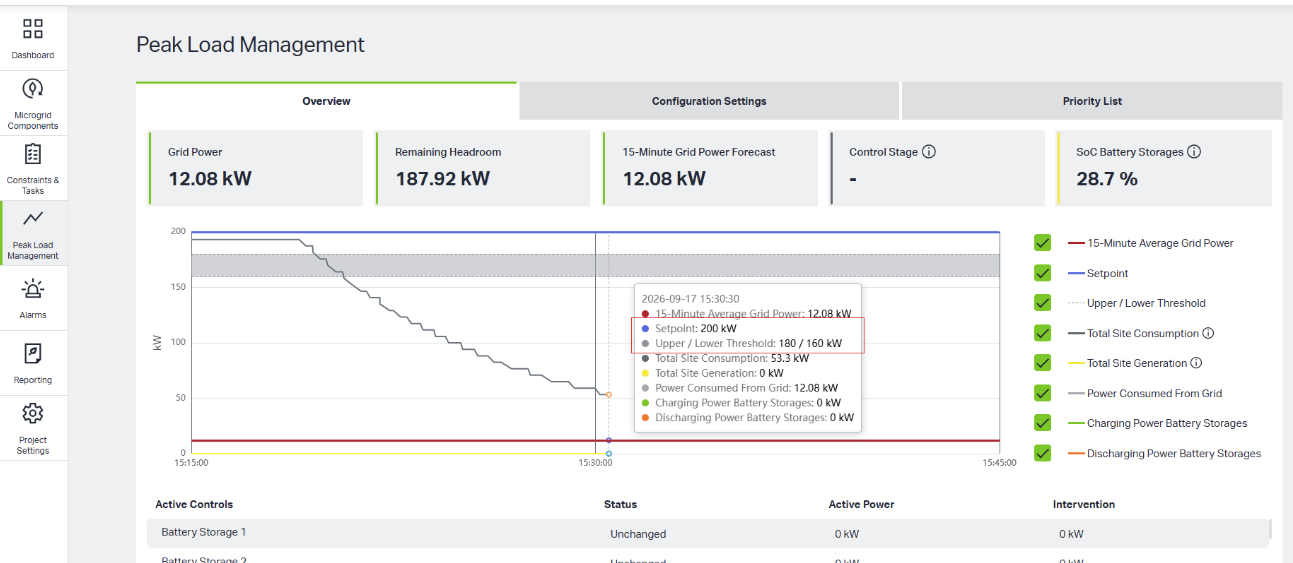 Peak Load Management
Dashboard
Microgrid
Components
Constraints &
Tasks
Peak Load
Management
Alarms
Reporting
Project
Settings
Overview
Configuration Settings
Priority List
Grid Power
12.08 kW
Remaining Headroom
187.92 kW
15-Minute Grid Power Forecast
12.08 kW
Control Stage
-
SoC Battery Storages
28.7 %
kW
200
150
100
50
0
15:15:00
15:30:00
15:45:00
2026-09-17 15:30:30
15-Minute Average Grid Power: 12.08 kW
Setpoint: 200 kW
Upper / Lower Threshold: 180 / 160 kW
Total Site Consumption: 53.3 kW
Total Site Generation: 0 kW
Power Consumed From Grid: 12.08 kW
Charging Power Battery Storages: 0 kW
Discharging Power Battery Storages: 0 kW
15-Minute Average Grid Power
Setpoint
Upper / Lower Threshold
Total Site Consumption
Total Site Generation
Power Consumed From Grid
Charging Power Battery Storages
Discharging Power Battery Storages
Active Controls Status Active Power Intervention
Battery Storage 1 Unchanged 0 kW 0 kW
Battery Storage 2 Unchanged 0 kW 0 kW